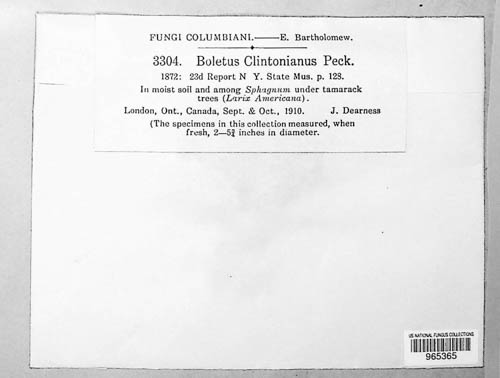 FUNGI COLUMBIANI.——E. Bartholomew.
3304. Boletus Clintonianus Peck.
1872: 23d Report N Y. State Mus. p. 128.
In moist soil and among Sphagnum under tamarack
trees (Larix Americana).
London, Ont., Canada, Sept. & Oct., 1910. J. Dearness
(The specimens in this collection measured, when
fresh, 2—5¾ inches in diameter.
US NATIONAL FUNGUS COLLECTIONS
965365